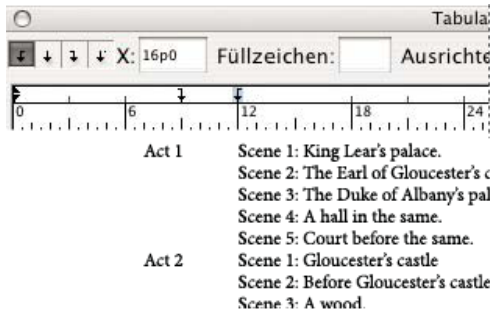 Tabula
X: 16p0 Füllzeichen: Ausrichte
0 6 12 18 24
Act 1 Scene 1: King Lear's palace.
Scene 2: The Earl of Gloucester's c
Scene 3: The Duke of Albany's pal
Scene 4: A hall in the same.
Scene 5: Court before the same.
Act 2 Scene 1: Gloucester's castle
Scene 2: Before Gloucester's castle
Scene 3: A wood.